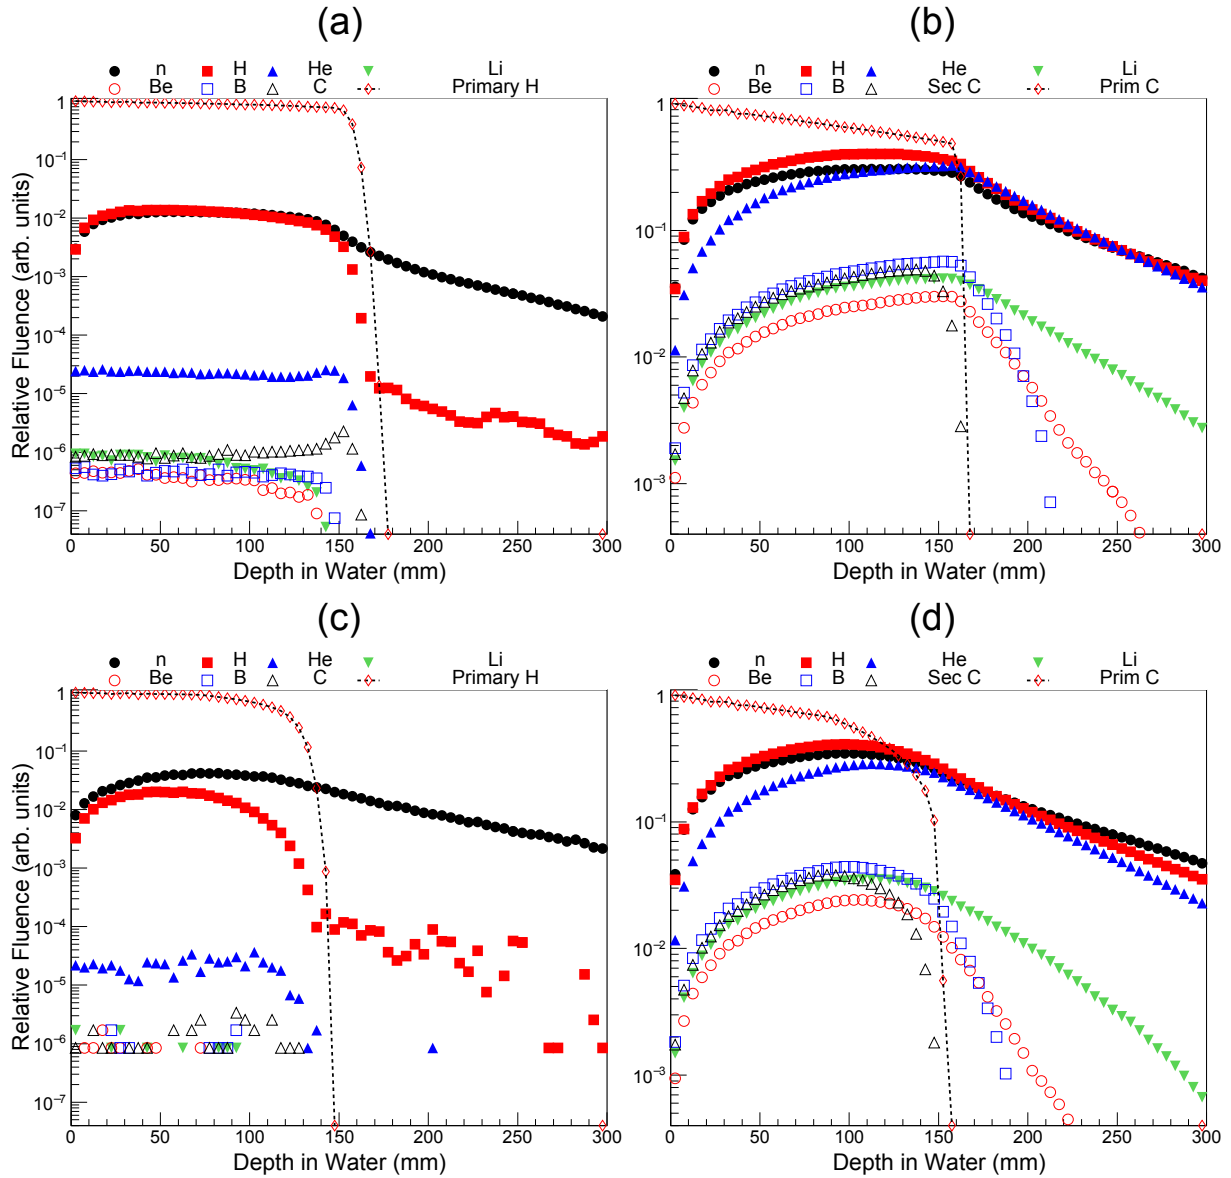 (a)
n H He Li
Be B C Primary H
Relative Fluence (arb. units)
1
10⁻¹
10⁻²
10⁻³
10⁻⁴
10⁻⁵
10⁻⁶
10⁻⁷
0 50 100 150 200 250 300
Depth in Water (mm)
(b)
n H He Li
Be B Sec C Prim C
1
10⁻¹
10⁻²
10⁻³
0 50 100 150 200 250 300
Depth in Water (mm)
(c)
n H He Li
Be B C Primary H
Relative Fluence (arb. units)
1
10⁻¹
10⁻²
10⁻³
10⁻⁴
10⁻⁵
10⁻⁶
10⁻⁷
0 50 100 150 200 250 300
Depth in Water (mm)
(d)
n H He Li
Be B Sec C Prim C
1
10⁻¹
10⁻²
10⁻³
0 50 100 150 200 250 300
Depth in Water (mm)